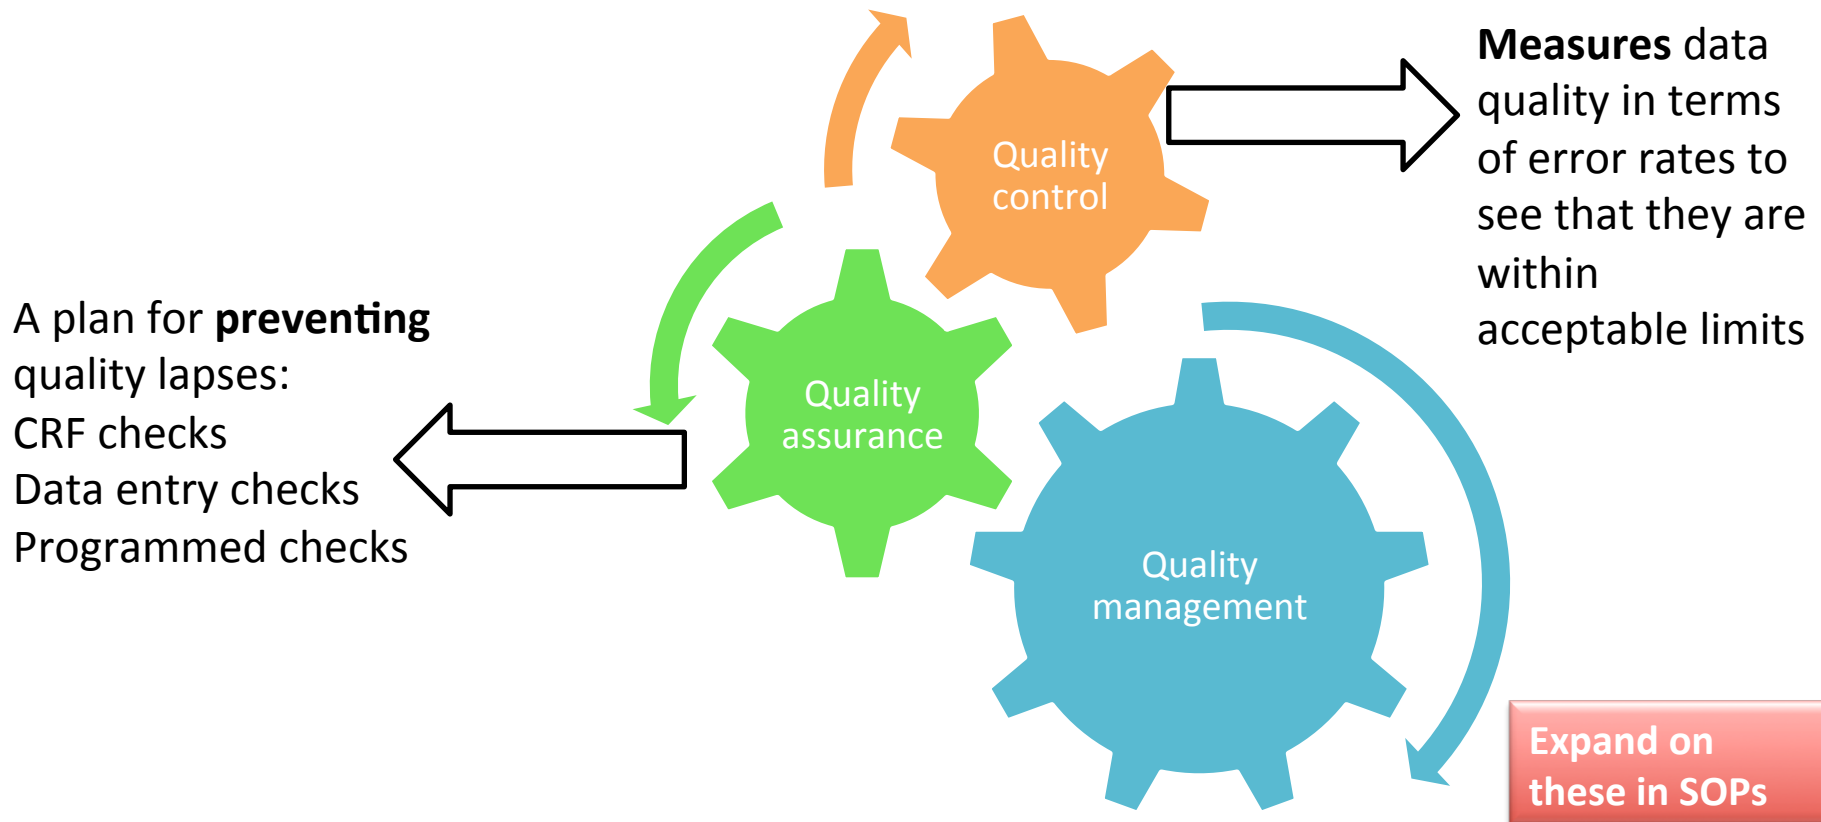 Measures data
quality in terms
of error rates to
see that they are
within
acceptable limits
Quality
control
A plan for preventing
quality lapses:
CRF checks
Data entry checks
Programmed checks
Quality
assurance
Quality
management
Expand on
these in SOPs